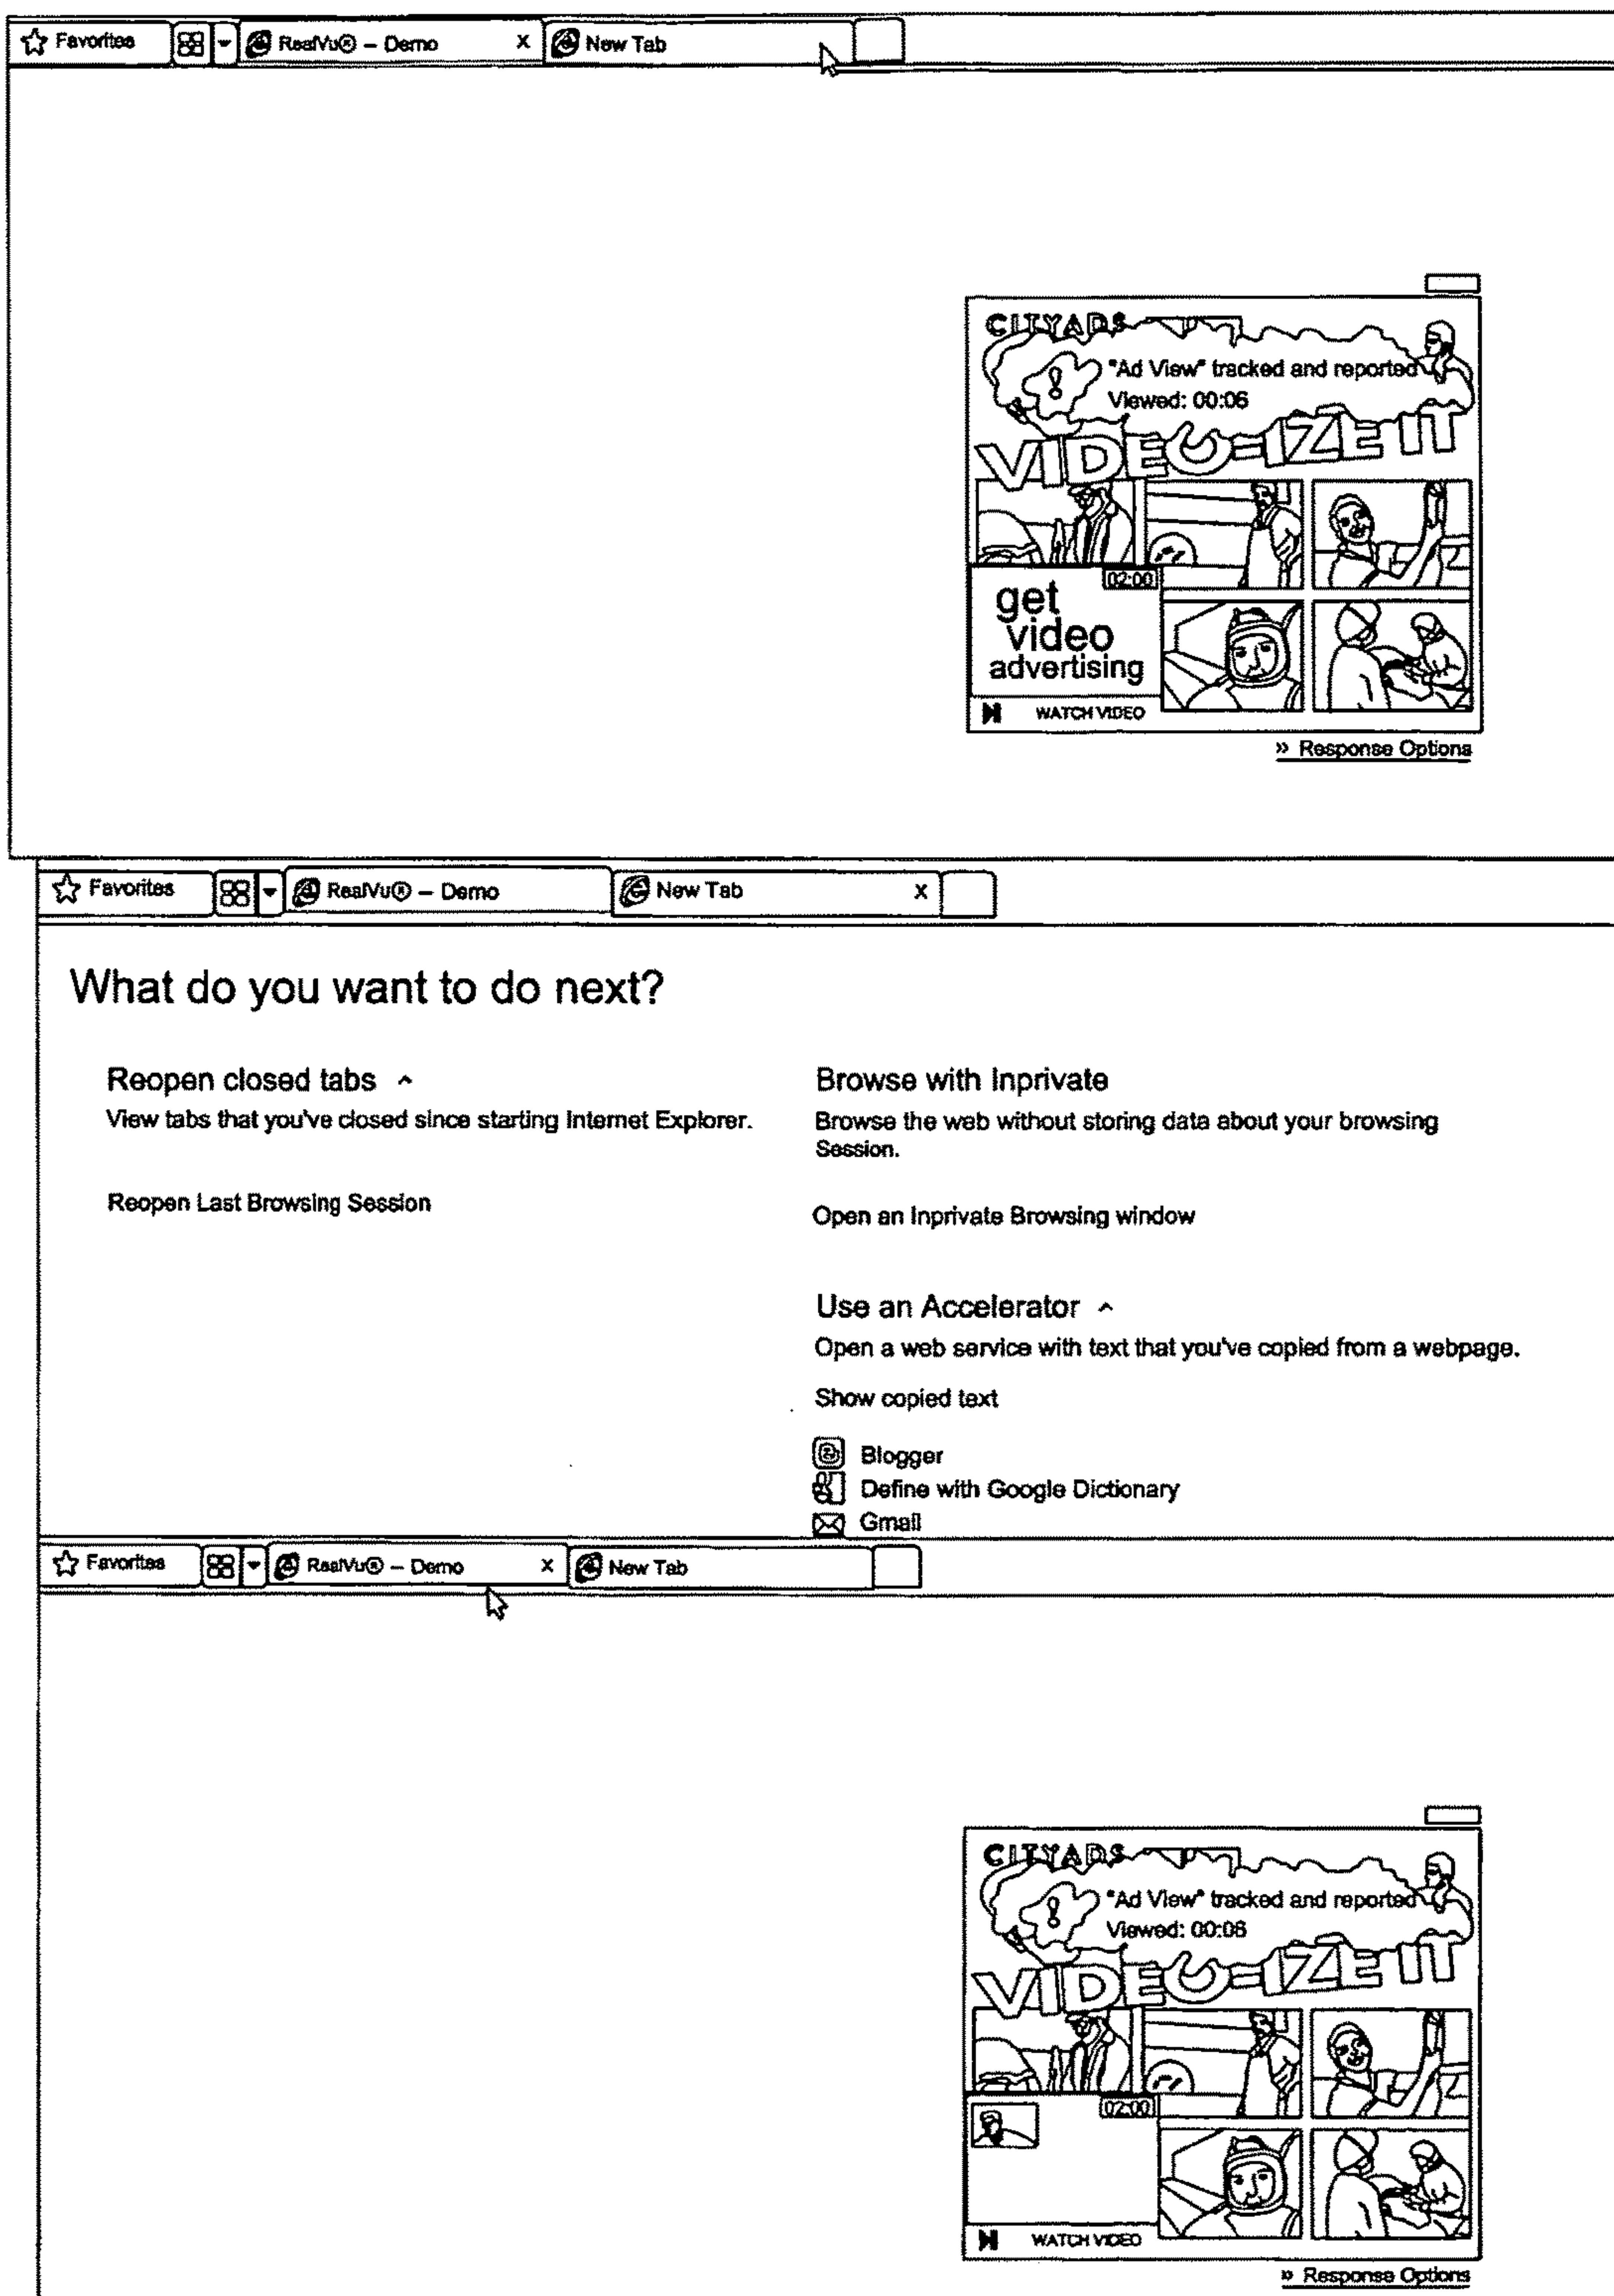 Favorites RealVu® – Demo x New Tab
CITYADS
"Ad View" tracked and reported
Viewed: 00:06
VIDEO-IZE IT
02:00
get
video
advertising
WATCH VIDEO
» Response Options
Favorites RealVu® – Demo New Tab x
What do you want to do next?
Reopen closed tabs ^
View tabs that you've closed since starting Internet Explorer.
Reopen Last Browsing Session
Browse with Inprivate
Browse the web without storing data about your browsing
Session.
Open an Inprivate Browsing window
Use an Accelerator ^
Open a web service with text that you've copied from a webpage.
Show copied text
Blogger
Define with Google Dictionary
Gmail
Favorites RealVu® – Demo x New Tab
CITYADS
"Ad View" tracked and reported
Viewed: 00:06
VIDEO-IZE IT
02:00
WATCH VIDEO
» Response Options